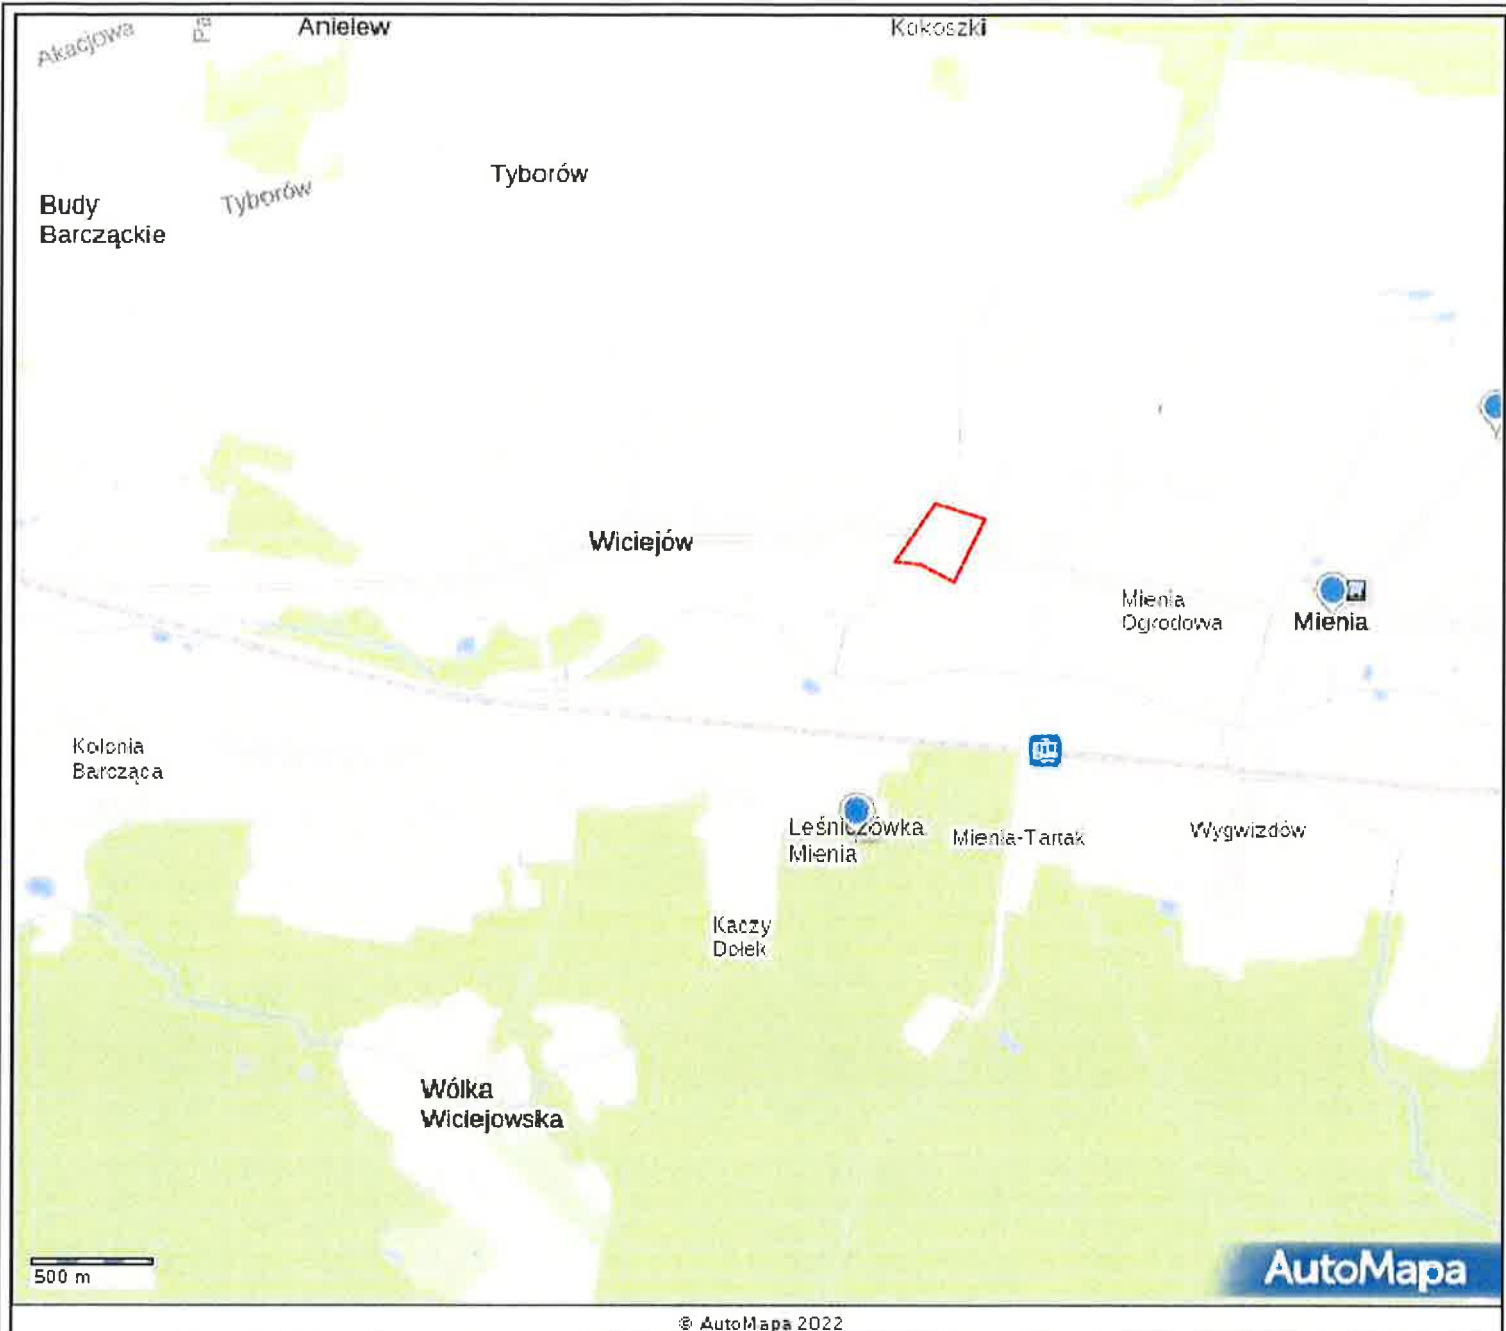 Akacjowa
Anielew
Kokoszki
Tyborów
Tyborów
Budy
Barcząckie
Wiciejów
Mienia
Ogrodowa
Mienia
Kolonia
Barcząca
Leśniczówka
Mienia
Mienia-Tartak
Wygwizdów
Kaczy
Dołek
Wólka
Wiciejowska
500 m
AutoMapa
© AutoMapa 2022